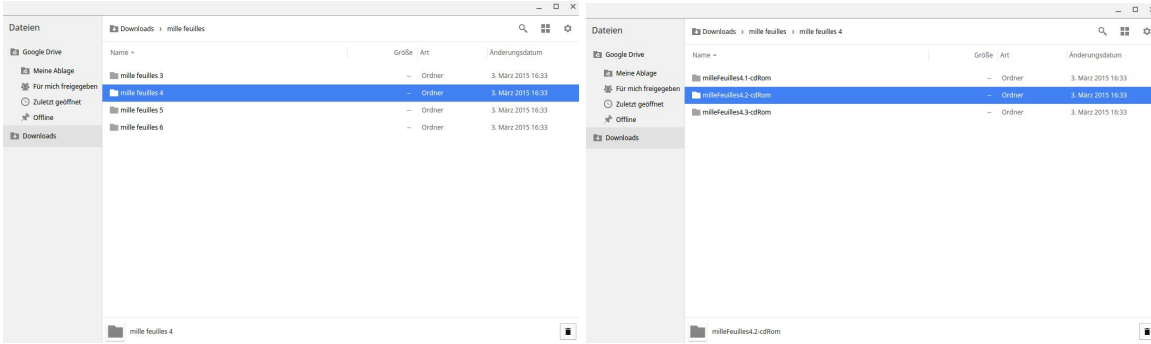 Dateien
Downloads › mille feuilles
Google Drive
Meine Ablage
Für mich freigegeben
Zuletzt geöffnet
Offline
Downloads
Name Größe Art Änderungsdatum
mille feuilles 3 -- Ordner 3. März 2015 16:33
mille feuilles 4 -- Ordner 3. März 2015 16:33
mille feuilles 5 -- Ordner 3. März 2015 16:33
mille feuilles 6 -- Ordner 3. März 2015 16:33
mille feuilles 4
Dateien
Downloads › mille feuilles › mille feuilles 4
Google Drive
Meine Ablage
Für mich freigegeben
Zuletzt geöffnet
Offline
Downloads
Name Größe Art Änderungsdatum
milleFeuilles4.1-cdRom -- Ordner 3. März 2015 16:33
milleFeuilles4.2-cdRom -- Ordner 3. März 2015 16:33
milleFeuilles4.3-cdRom -- Ordner 3. März 2015 16:33
milleFeuilles4.2-cdRom